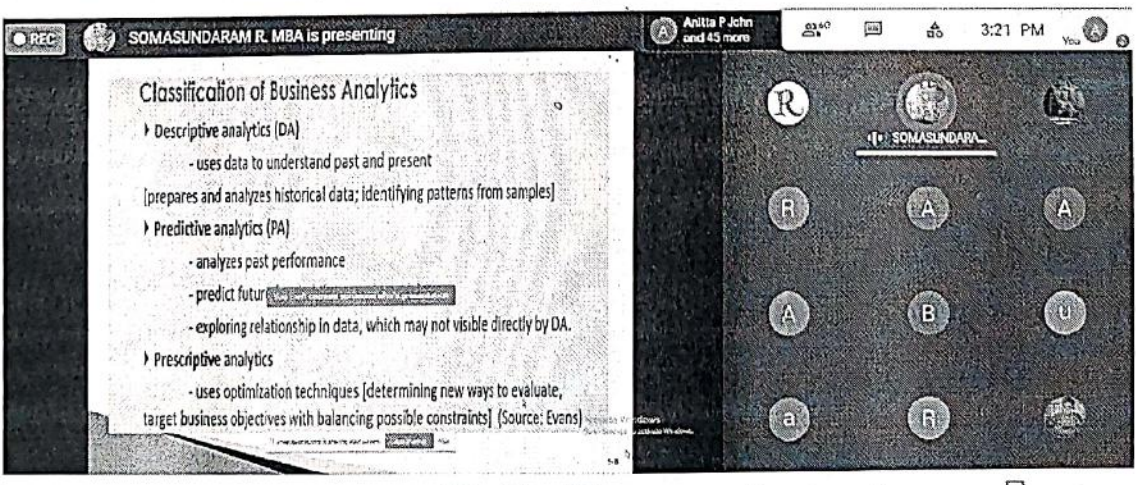 REC
SOMASUNDARAM R. MBA is presenting
A
Anitta P John
and 45 more
3:21 PM
You
A
Classification of Business Analytics
Descriptive analytics (DA)
- uses data to understand past and present
[prepares and analyzes historical data; identifying patterns from samples]
Predictive analytics (PA)
- analyzes past performance
- predict futur
- exploring relationship in data, which may not visible directly by DA.
Prescriptive analytics
- uses optimization techniques [determining new ways to evaluate,
target business objectives with balancing possible constraints] (Source: Evans)
R
SOMASUNDARA...
R A A
A B u
a R